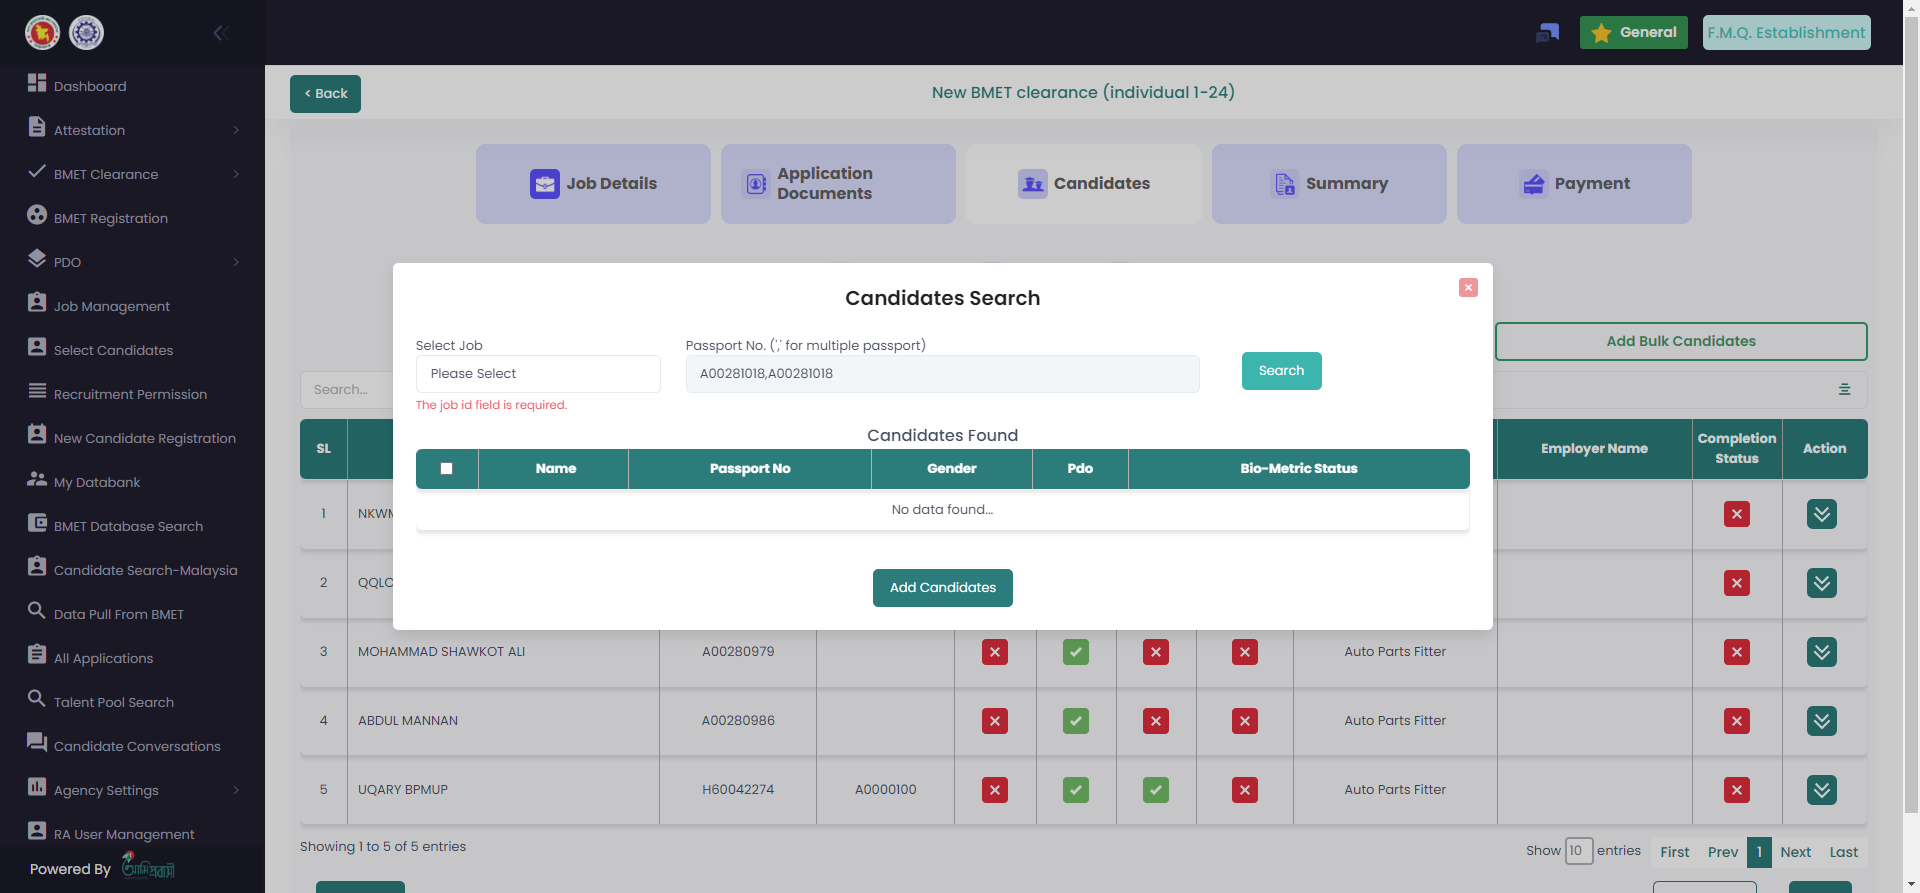 General
F.M.Q. Establishment
Dashboard
Attestation
BMET Clearance
BMET Registration
PDO
Job Management
Select Candidates
Recruitment Permission
New Candidate Registration
My Databank
BMET Database Search
Candidate Search-Malaysia
Data Pull From BMET
All Applications
Talent Pool Search
Candidate Conversations
Agency Settings
RA User Management
Powered By আমি প্রবাসী
< Back
New BMET clearance (individual 1-24)
Job Details
Application
Documents
Candidates
Summary
Payment
Candidates Search
Select Job
Passport No. (',' for multiple passport)
Please Select
A00281018,A00281018
Search
The job id field is required.
Candidates Found
Name Passport No Gender Pdo Bio-Metric Status
No data found...
Add Candidates
Add Bulk Candidates
Search...
SL Employer Name Completion Status Action
1
2
3 MOHAMMAD SHAWKOT ALI A00280979 Auto Parts Fitter
4 ABDUL MANNAN A00280986 Auto Parts Fitter
5 UQARY BPMUP H60042274 A0000100 Auto Parts Fitter
Showing 1 to 5 of 5 entries
Show 10 entries First Prev 1 Next Last